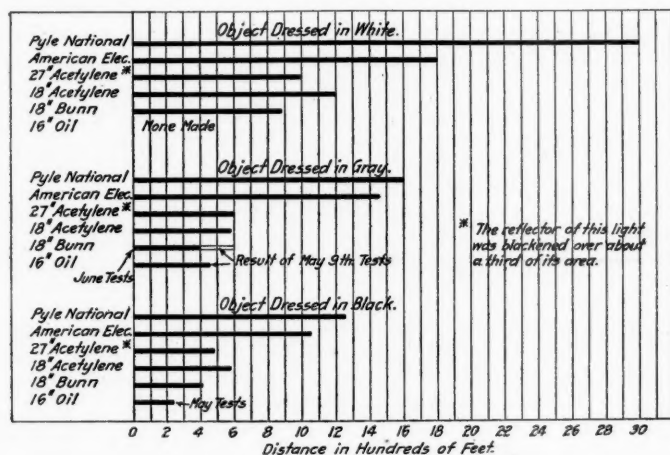 Object Dressed in White.
Pyle National
American Elec.
27" Acetylene *
18" Acetylene
18" Bunn
16" Oil None Made
Object Dressed in Gray.
Pyle National
American Elec.
27" Acetylene *
18" Acetylene
18" Bunn
16" Oil
June Tests
Result of May 9th Tests
* The reflector of this light
was blackened over about
a third of its area.
Object Dressed in Black.
Pyle National
American Elec.
27" Acetylene *
18" Acetylene
18" Bunn
16" Oil
May Tests
0 2 4 6 8 10 12 14 16 18 20 22 24 26 28 30
Distance in Hundreds of Feet.